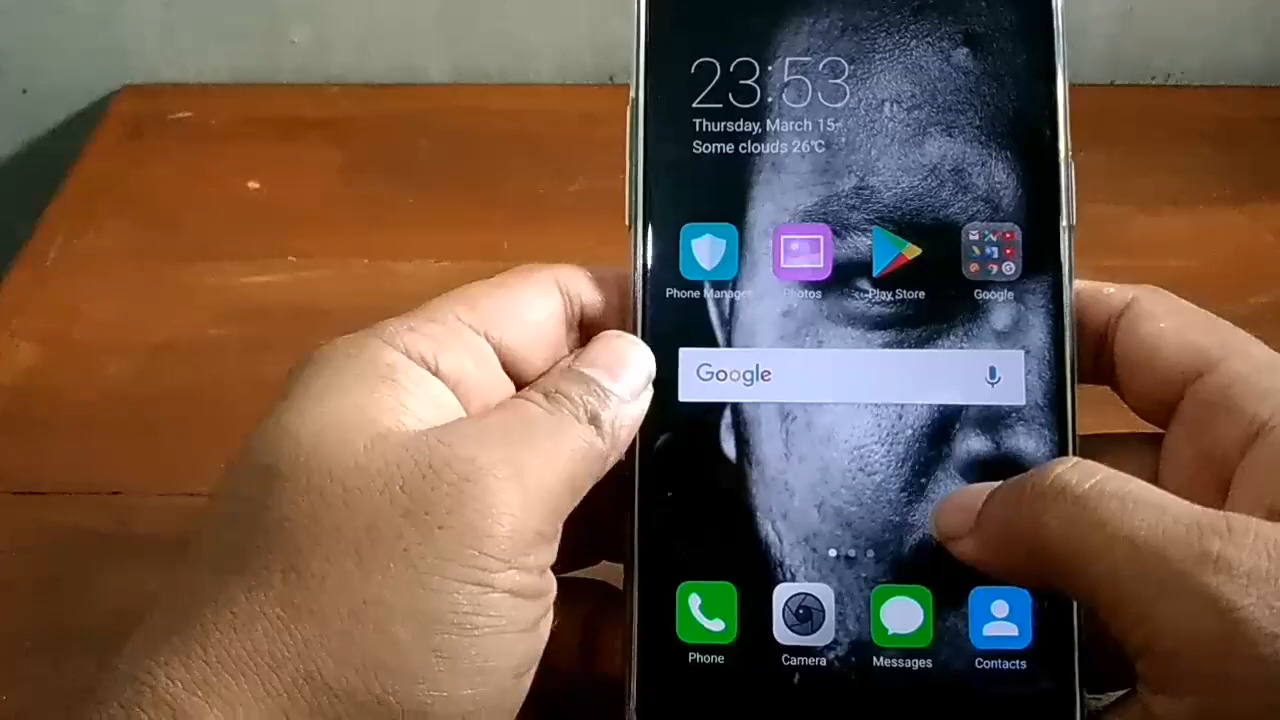 23:53
Thursday, March 15
Some clouds 26℃
Phone Manager
Photos
Play Store
Google
Google
Phone
Camera
Messages
Contacts